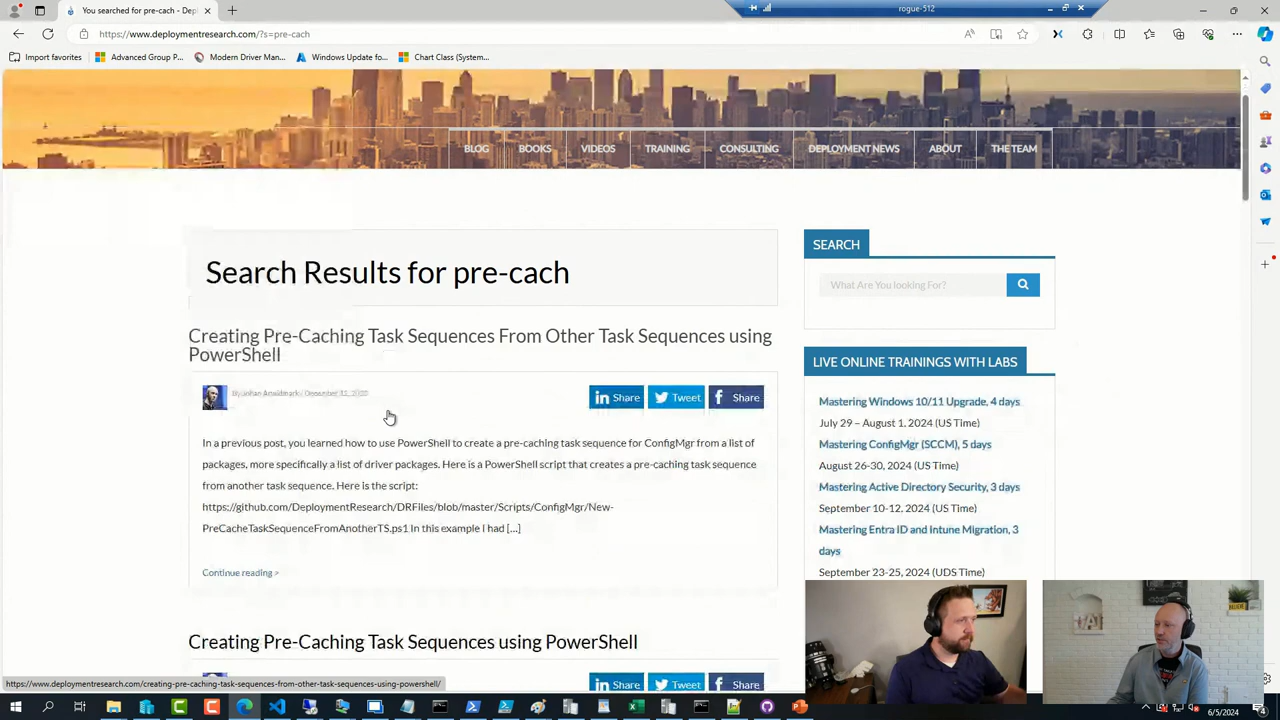 You searched for pre-cach - Depl
rogue-512
https://www.deploymentresearch.com/?s=pre-cach
Import favorites
Advanced Group P...
Modern Driver Man...
Windows Update fo...
Chart Class (System...
BLOG
BOOKS
VIDEOS
TRAINING
CONSULTING
DEPLOYMENT NEWS
ABOUT
THE TEAM
Search Results for pre-cach
Creating Pre-Caching Task Sequences From Other Task Sequences using
PowerShell
Share
Tweet
Share
In a previous post, you learned how to use PowerShell to create a pre-caching task sequence for ConfigMgr from a list of
packages, more specifically a list of driver packages. Here is a PowerShell script that creates a pre-caching task sequence
from another task sequence. Here is the script:
https://github.com/DeploymentResearch/DRFiles/blob/master/Scripts/ConfigMgr/New-
PreCacheTaskSequenceFromAnotherTS.ps1 In this example I had [...]
Continue reading >
Creating Pre-Caching Task Sequences using PowerShell
Share
Tweet
Share
SEARCH
What Are You looking For?
LIVE ONLINE TRAININGS WITH LABS
Mastering Windows 10/11 Upgrade, 4 days
July 29 – August 1, 2024 (US Time)
Mastering ConfigMgr (SCCM), 5 days
August 26-30, 2024 (US Time)
Mastering Active Directory Security, 3 days
September 10-12, 2024 (US Time)
Mastering Entra ID and Intune Migration, 3
days
September 23-25, 2024 (UDS Time)
https://www.deploymentresearch.com/creating-pre-caching-task-sequences-from-other-task-sequences-using-powershell/
6/5/2024